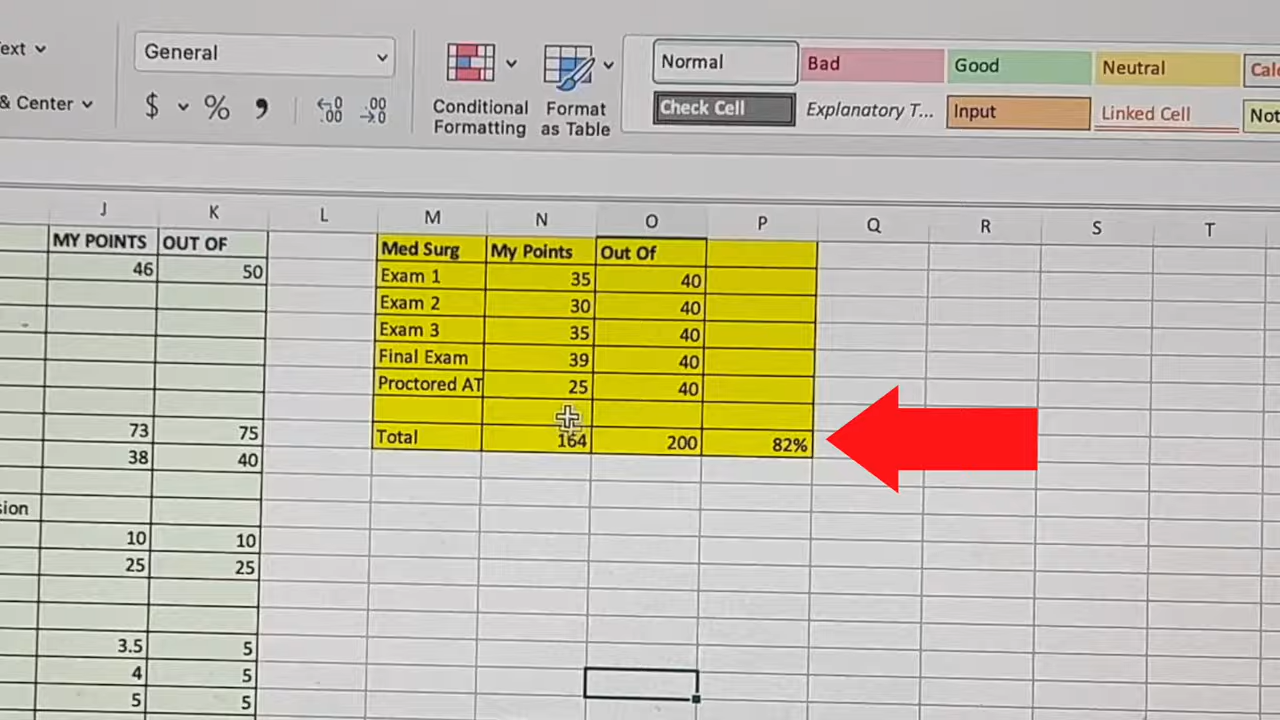 ext
General
Conditional
Formatting
Format
as Table
Normal
Bad
Good
Neutral
& Center
$ % 9
Check Cell
Explanatory T...
Input
Linked Cell
J K L M N O P Q R S T
MY POINTS OUT OF
46 50
73 75
38 40
10 10
25 25
3.5 5
4 5
5 5
Med Surg My Points Out Of
Exam 1 35 40
Exam 2 30 40
Exam 3 35 40
Final Exam 39 40
Proctored AT 25 40
Total 164 200 82%